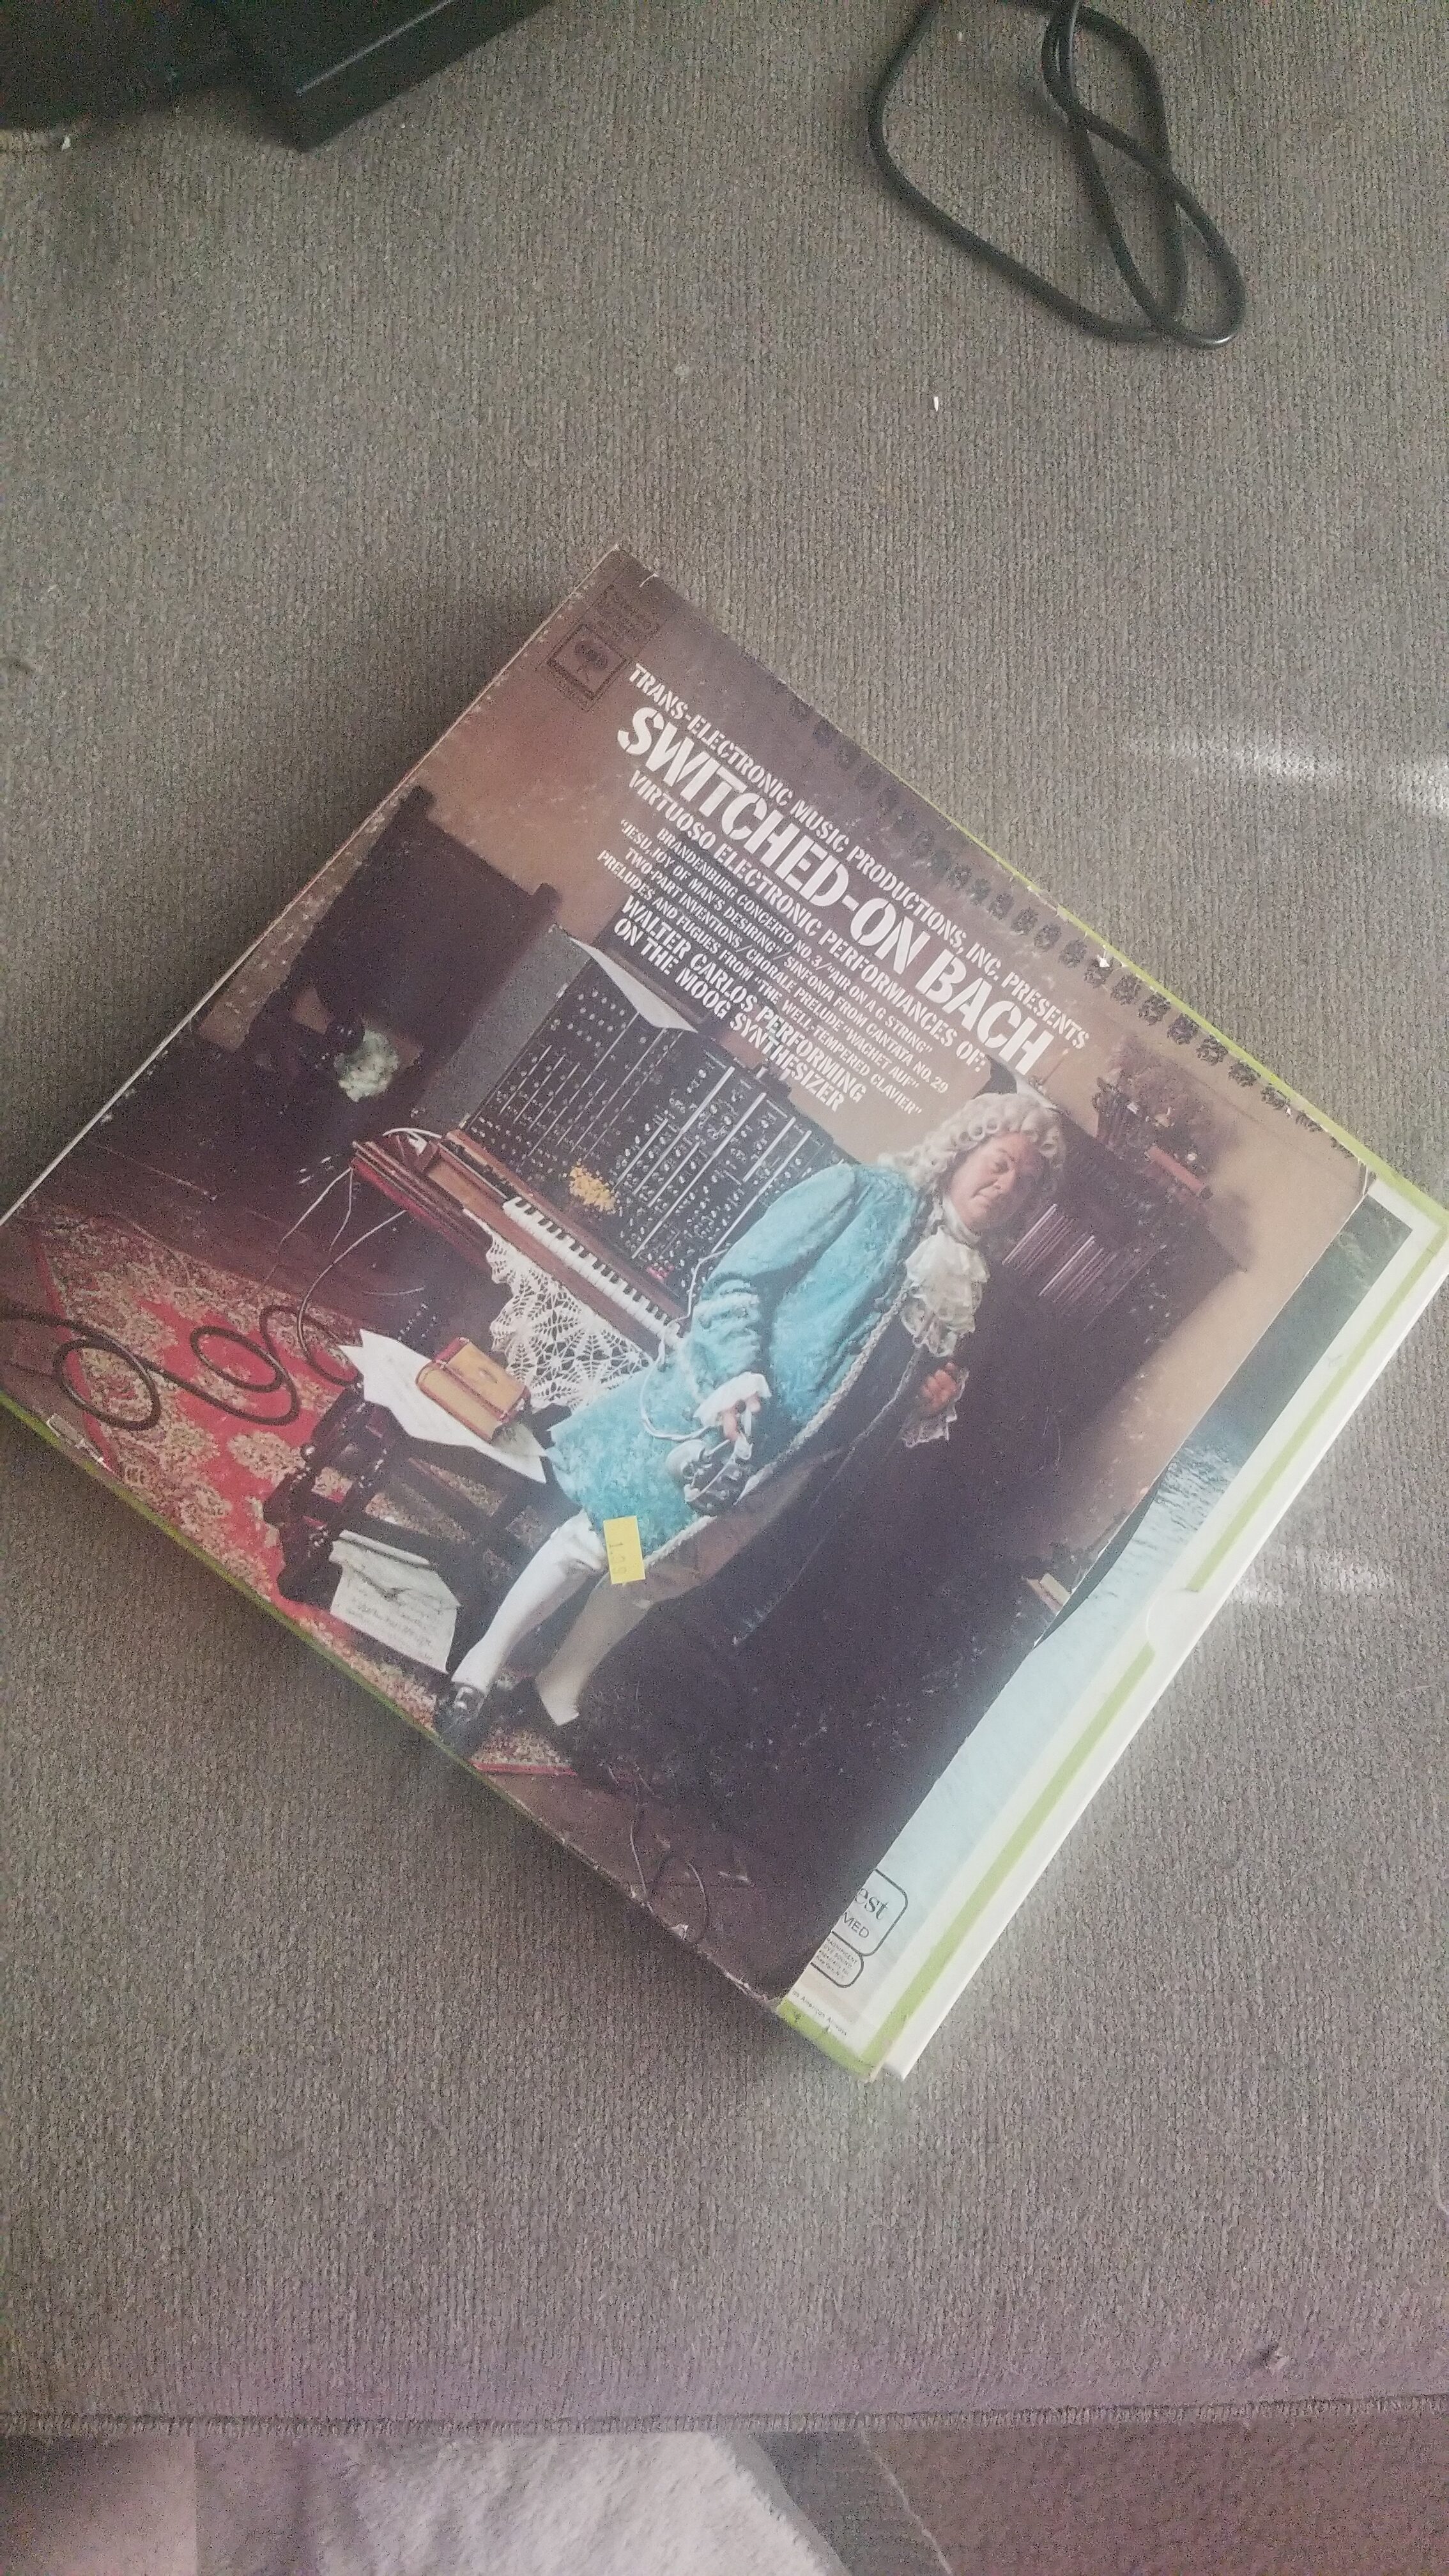 TRANS-ELECTRONIC MUSIC PRODUCTIONS, INC. PRESENTS
SWITCHED-ON BACH
VIRTUOSO ELECTRONIC PERFORMANCES OF:
BRANDENBURG CONCERTO NO.3/"AIR ON A G STRING"
"JESU, JOY OF MAN'S DESIRING"/SINFONIA FROM CANTATA NO. 29
TWO-PART INVENTIONS/CHORALE PRELUDE "WACHET AUF"
PRELUDES AND FUGUES FROM "THE WELL-TEMPERED CLAVIER"
WALTER CARLOS PERFORMING
ON THE MOOG SYNTHESIZER
est
MED